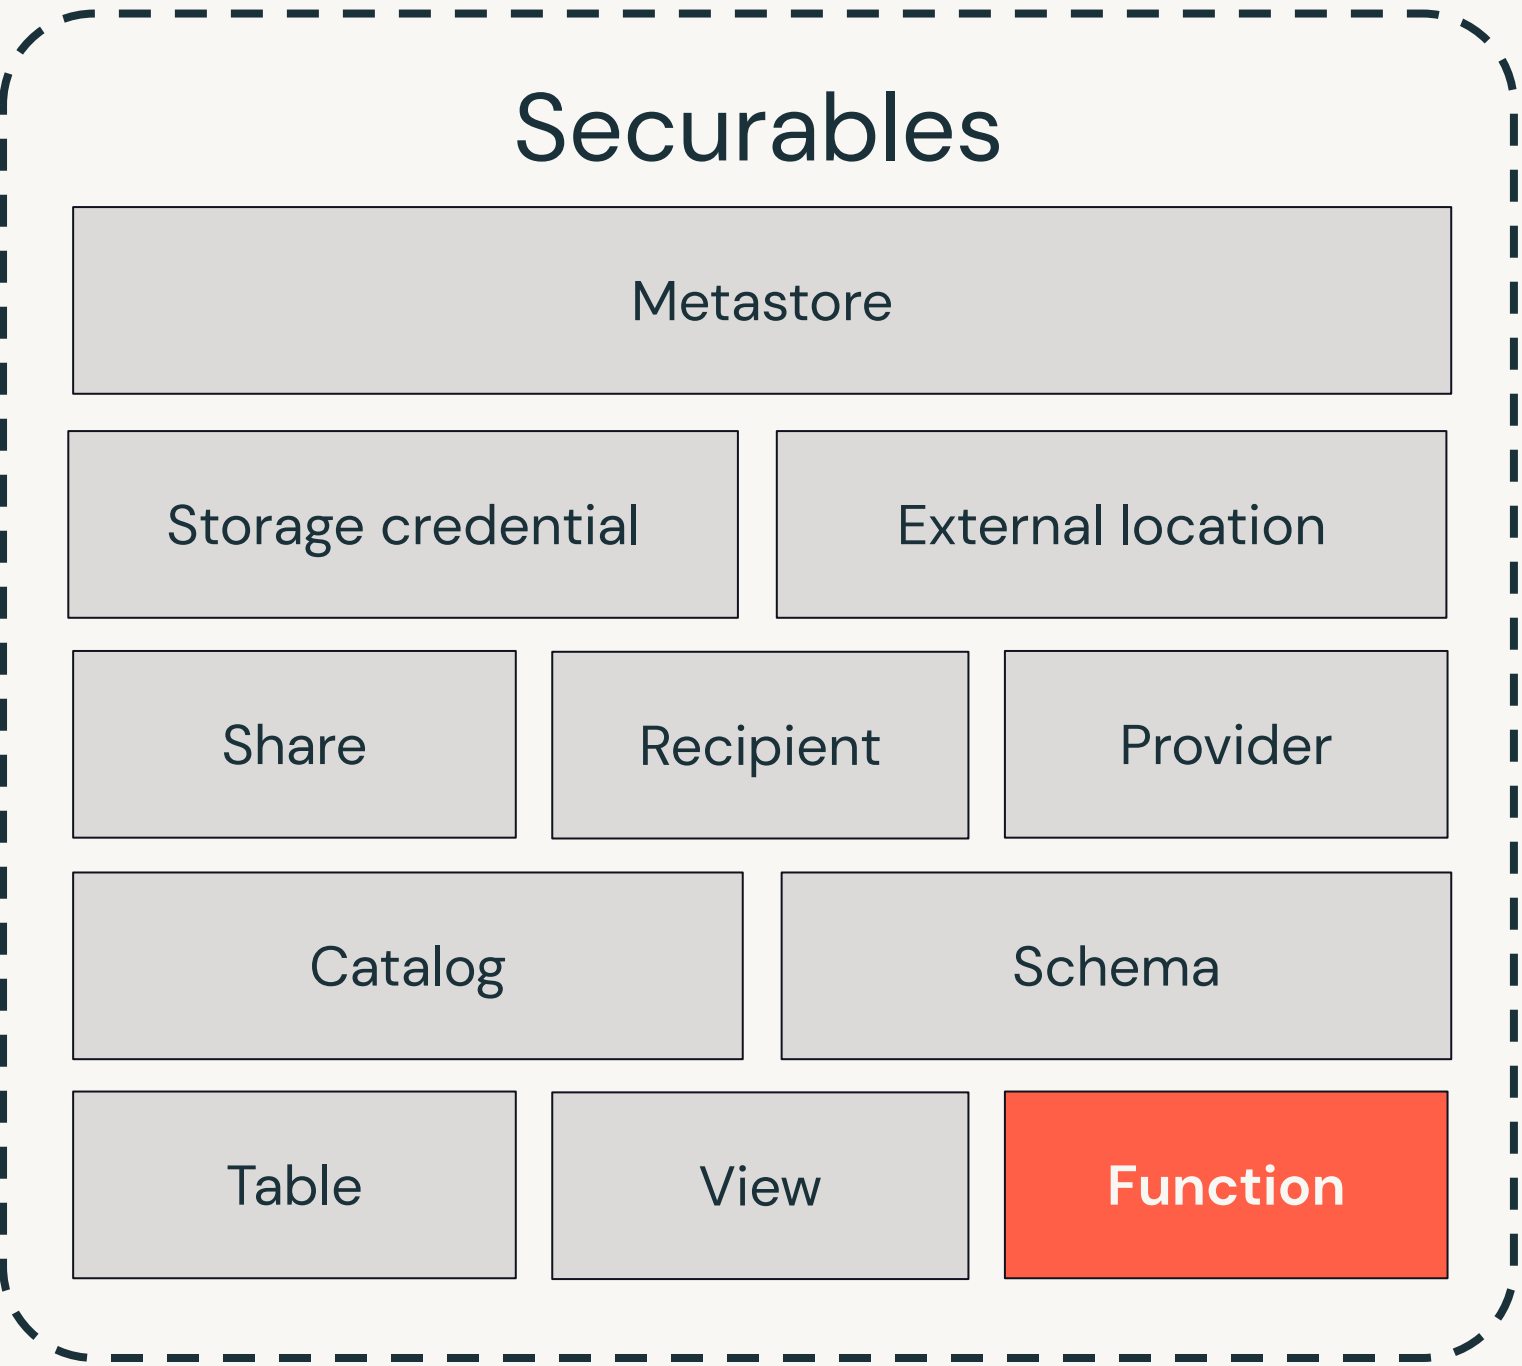 Securables
Metastore
Storage credential
External location
Share
Recipient
Provider
Catalog
Schema
Table
View
Function